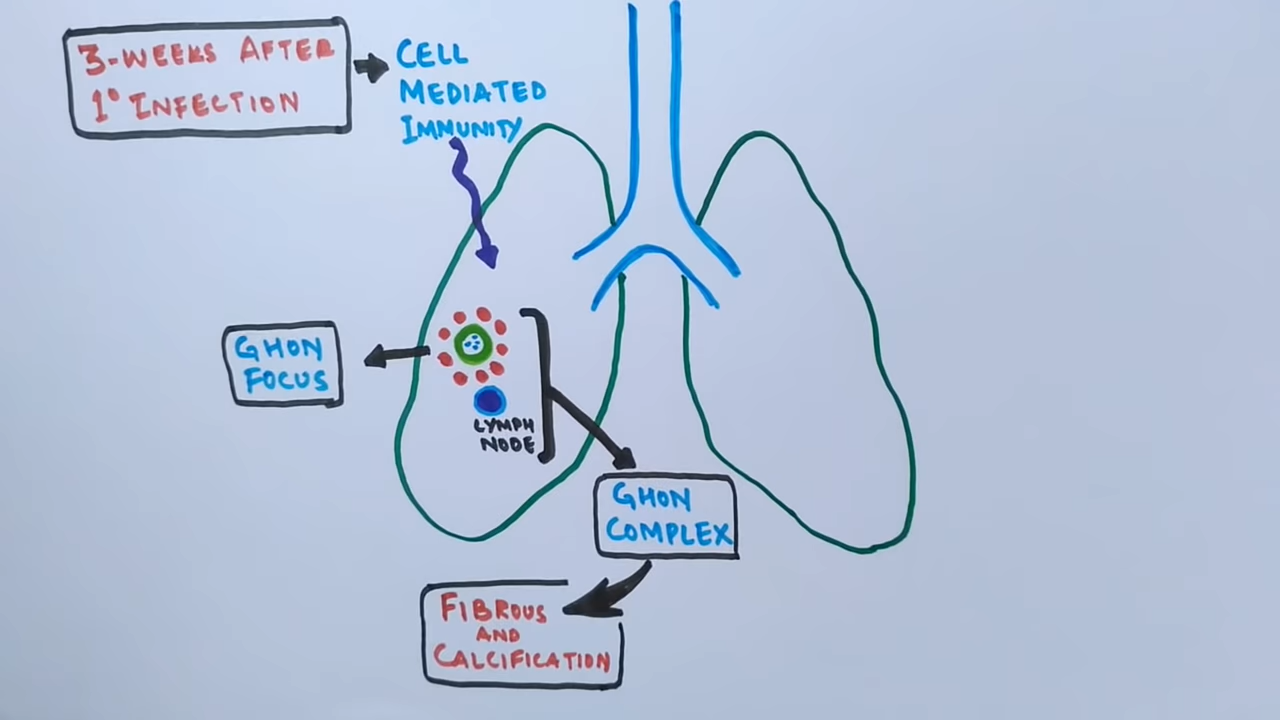 3-WEEKS AFTER
1° INFECTION
CELL
MEDIATED
IMMUNITY
GHON
FOCUS
LYMPH
NODE
GHON
COMPLEX
FIBROUS
AND
CALCIFICATION